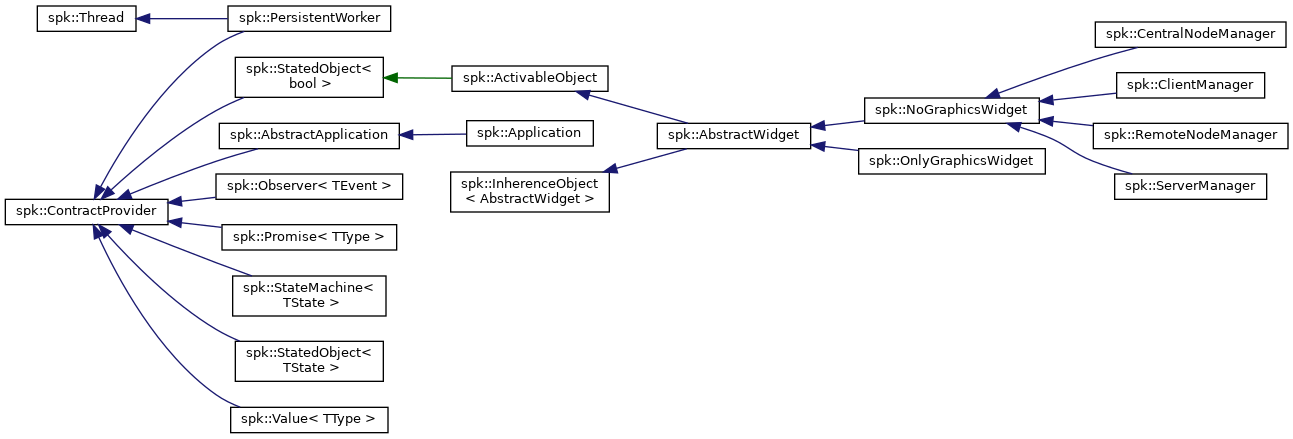 spk::Thread
spk::PersistentWorker
spk::StatedObject<
bool >
spk::AbstractApplication
spk::Observer< TEvent >
spk::ContractProvider
spk::Promise< TType >
spk::StateMachine<
TState >
spk::StatedObject<
TState >
spk::Value< TType >
spk::ActivableObject
spk::Application
spk::InherenceObject
< AbstractWidget >
spk::AbstractWidget
spk::NoGraphicsWidget
spk::OnlyGraphicsWidget
spk::CentralNodeManager
spk::ClientManager
spk::RemoteNodeManager
spk::ServerManager